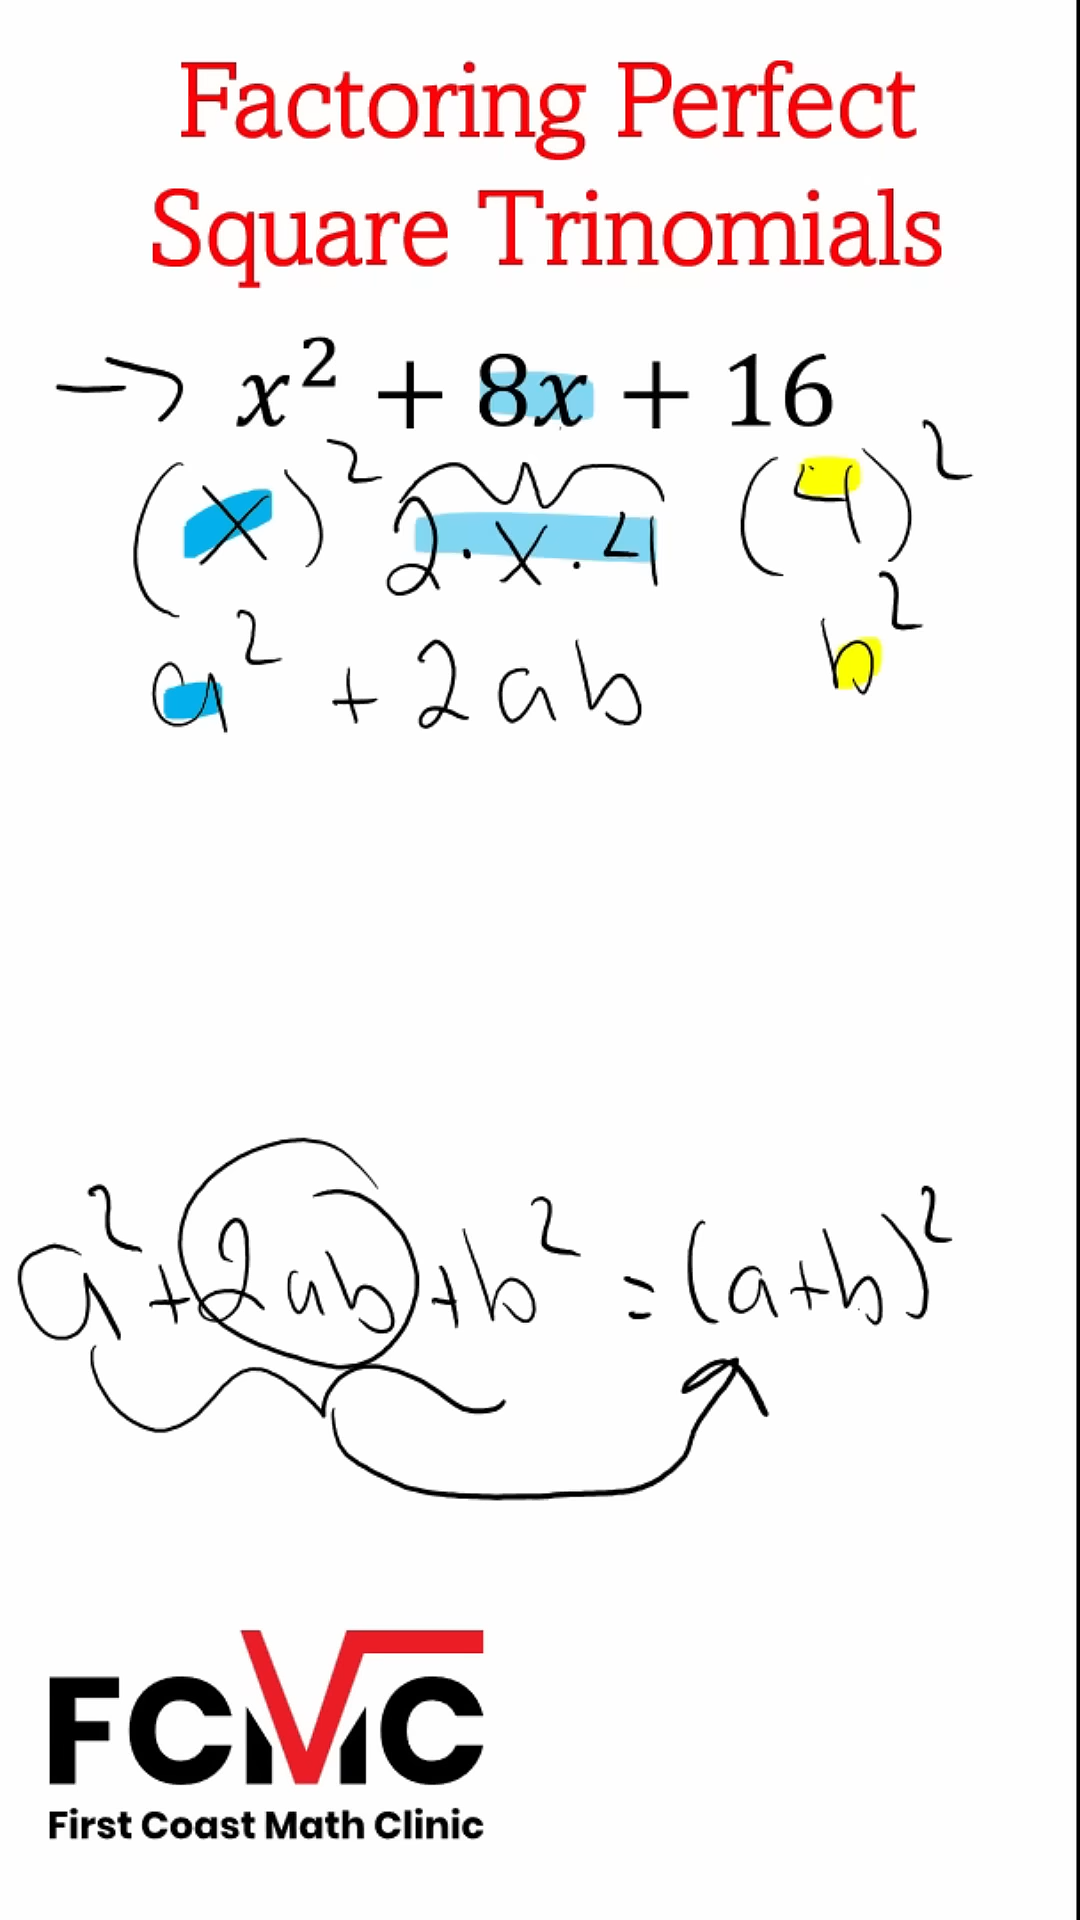 Factoring Perfect
Square Trinomials
→ x² + 8x + 16
(x)² 2·x·4 (4)²
a² + 2ab b²
a² + 2ab + b² = (a+b)²
FCMC
First Coast Math Clinic